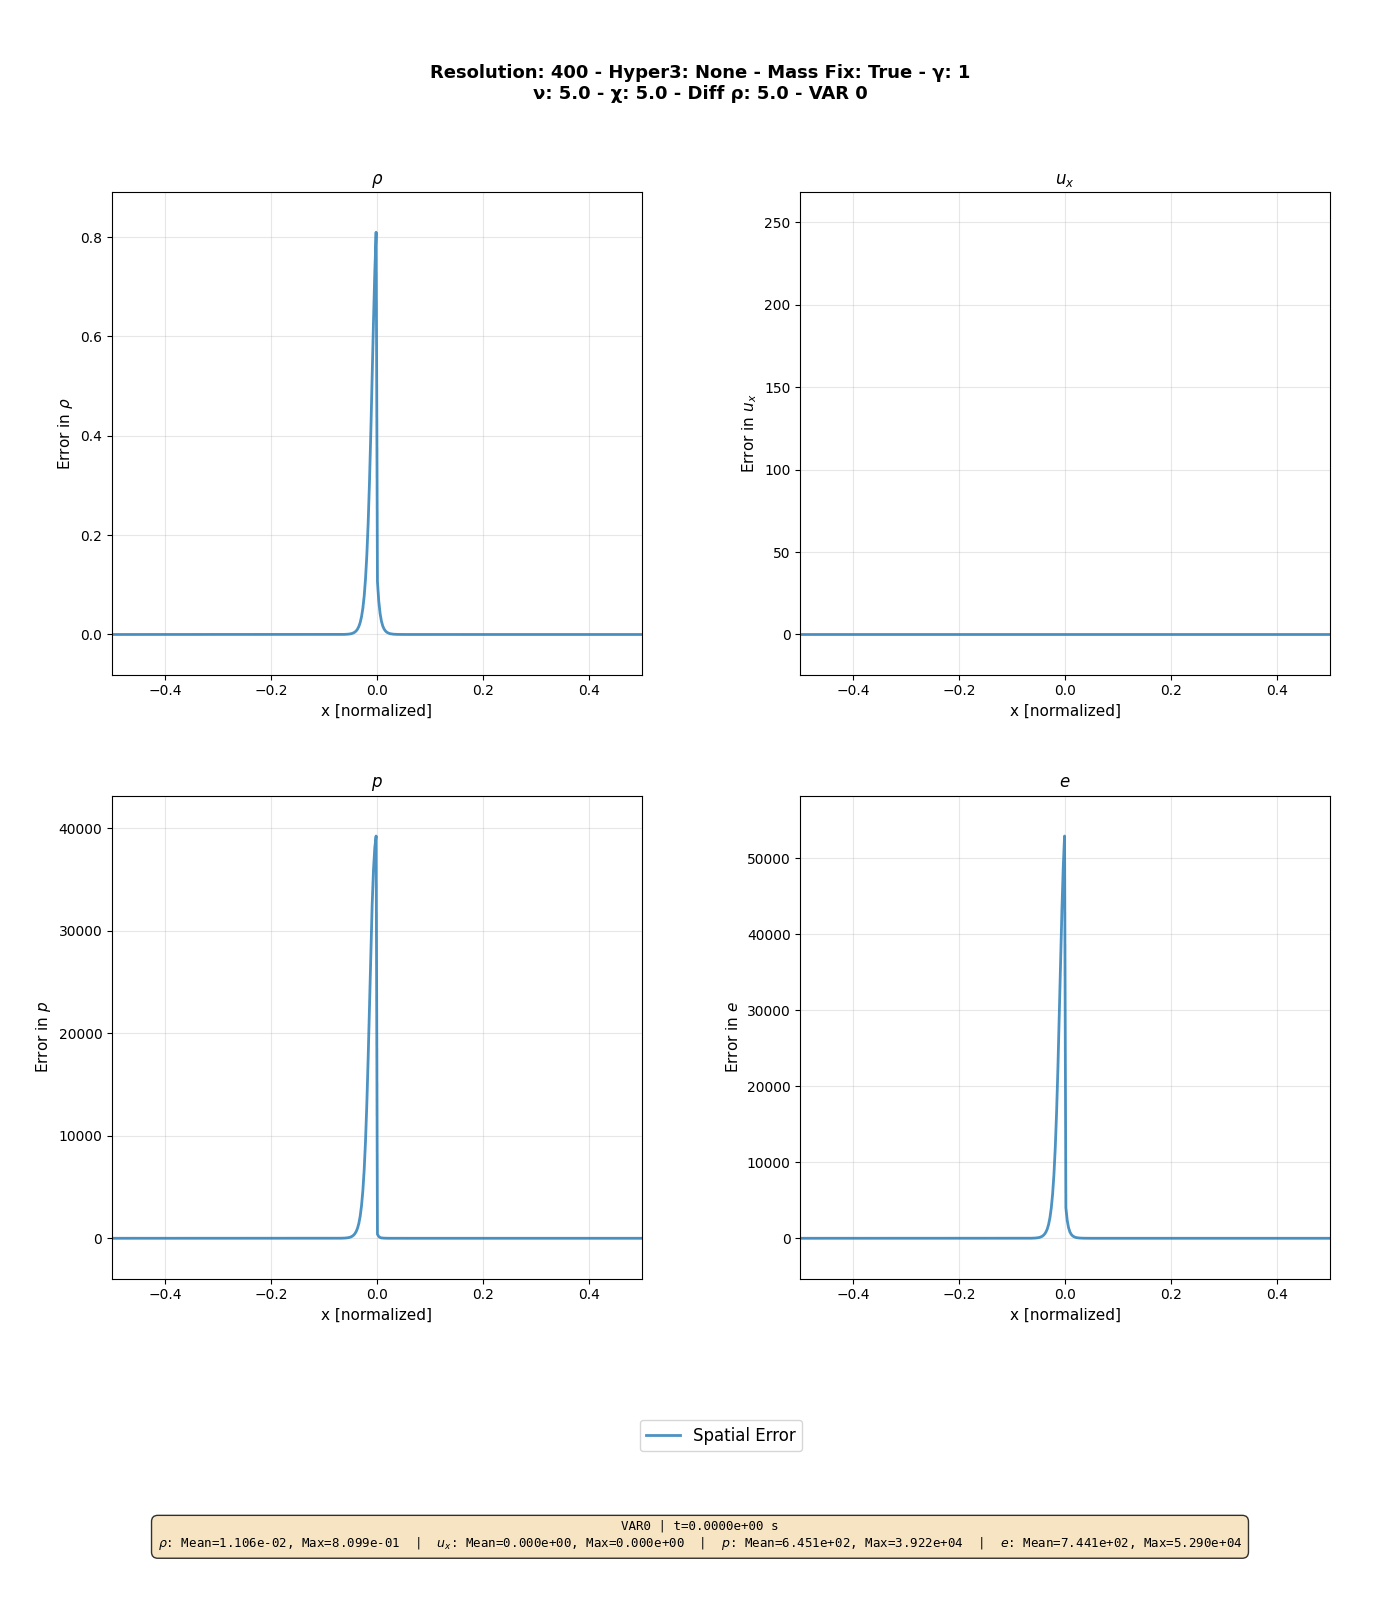 Resolution: 400 - Hyper3: None - Mass Fix: True - γ: 1
ν: 5.0 - χ: 5.0 - Diff ρ: 5.0 - VAR 0
ρ
Error in ρ
0.8
0.6
0.4
0.2
0.0
−0.4 −0.2 0.0 0.2 0.4
x [normalized]
uₓ
Error in uₓ
250
200
150
100
50
0
−0.4 −0.2 0.0 0.2 0.4
x [normalized]
p
Error in p
40000
30000
20000
10000
0
−0.4 −0.2 0.0 0.2 0.4
x [normalized]
e
Error in e
50000
40000
30000
20000
10000
0
−0.4 −0.2 0.0 0.2 0.4
x [normalized]
Spatial Error
VAR0 | t=0.0000e+00 s
ρ: Mean=1.106e-02, Max=8.099e-01 | uₓ: Mean=0.000e+00, Max=0.000e+00 | p: Mean=6.451e+02, Max=3.922e+04 | e: Mean=7.441e+02, Max=5.290e+04